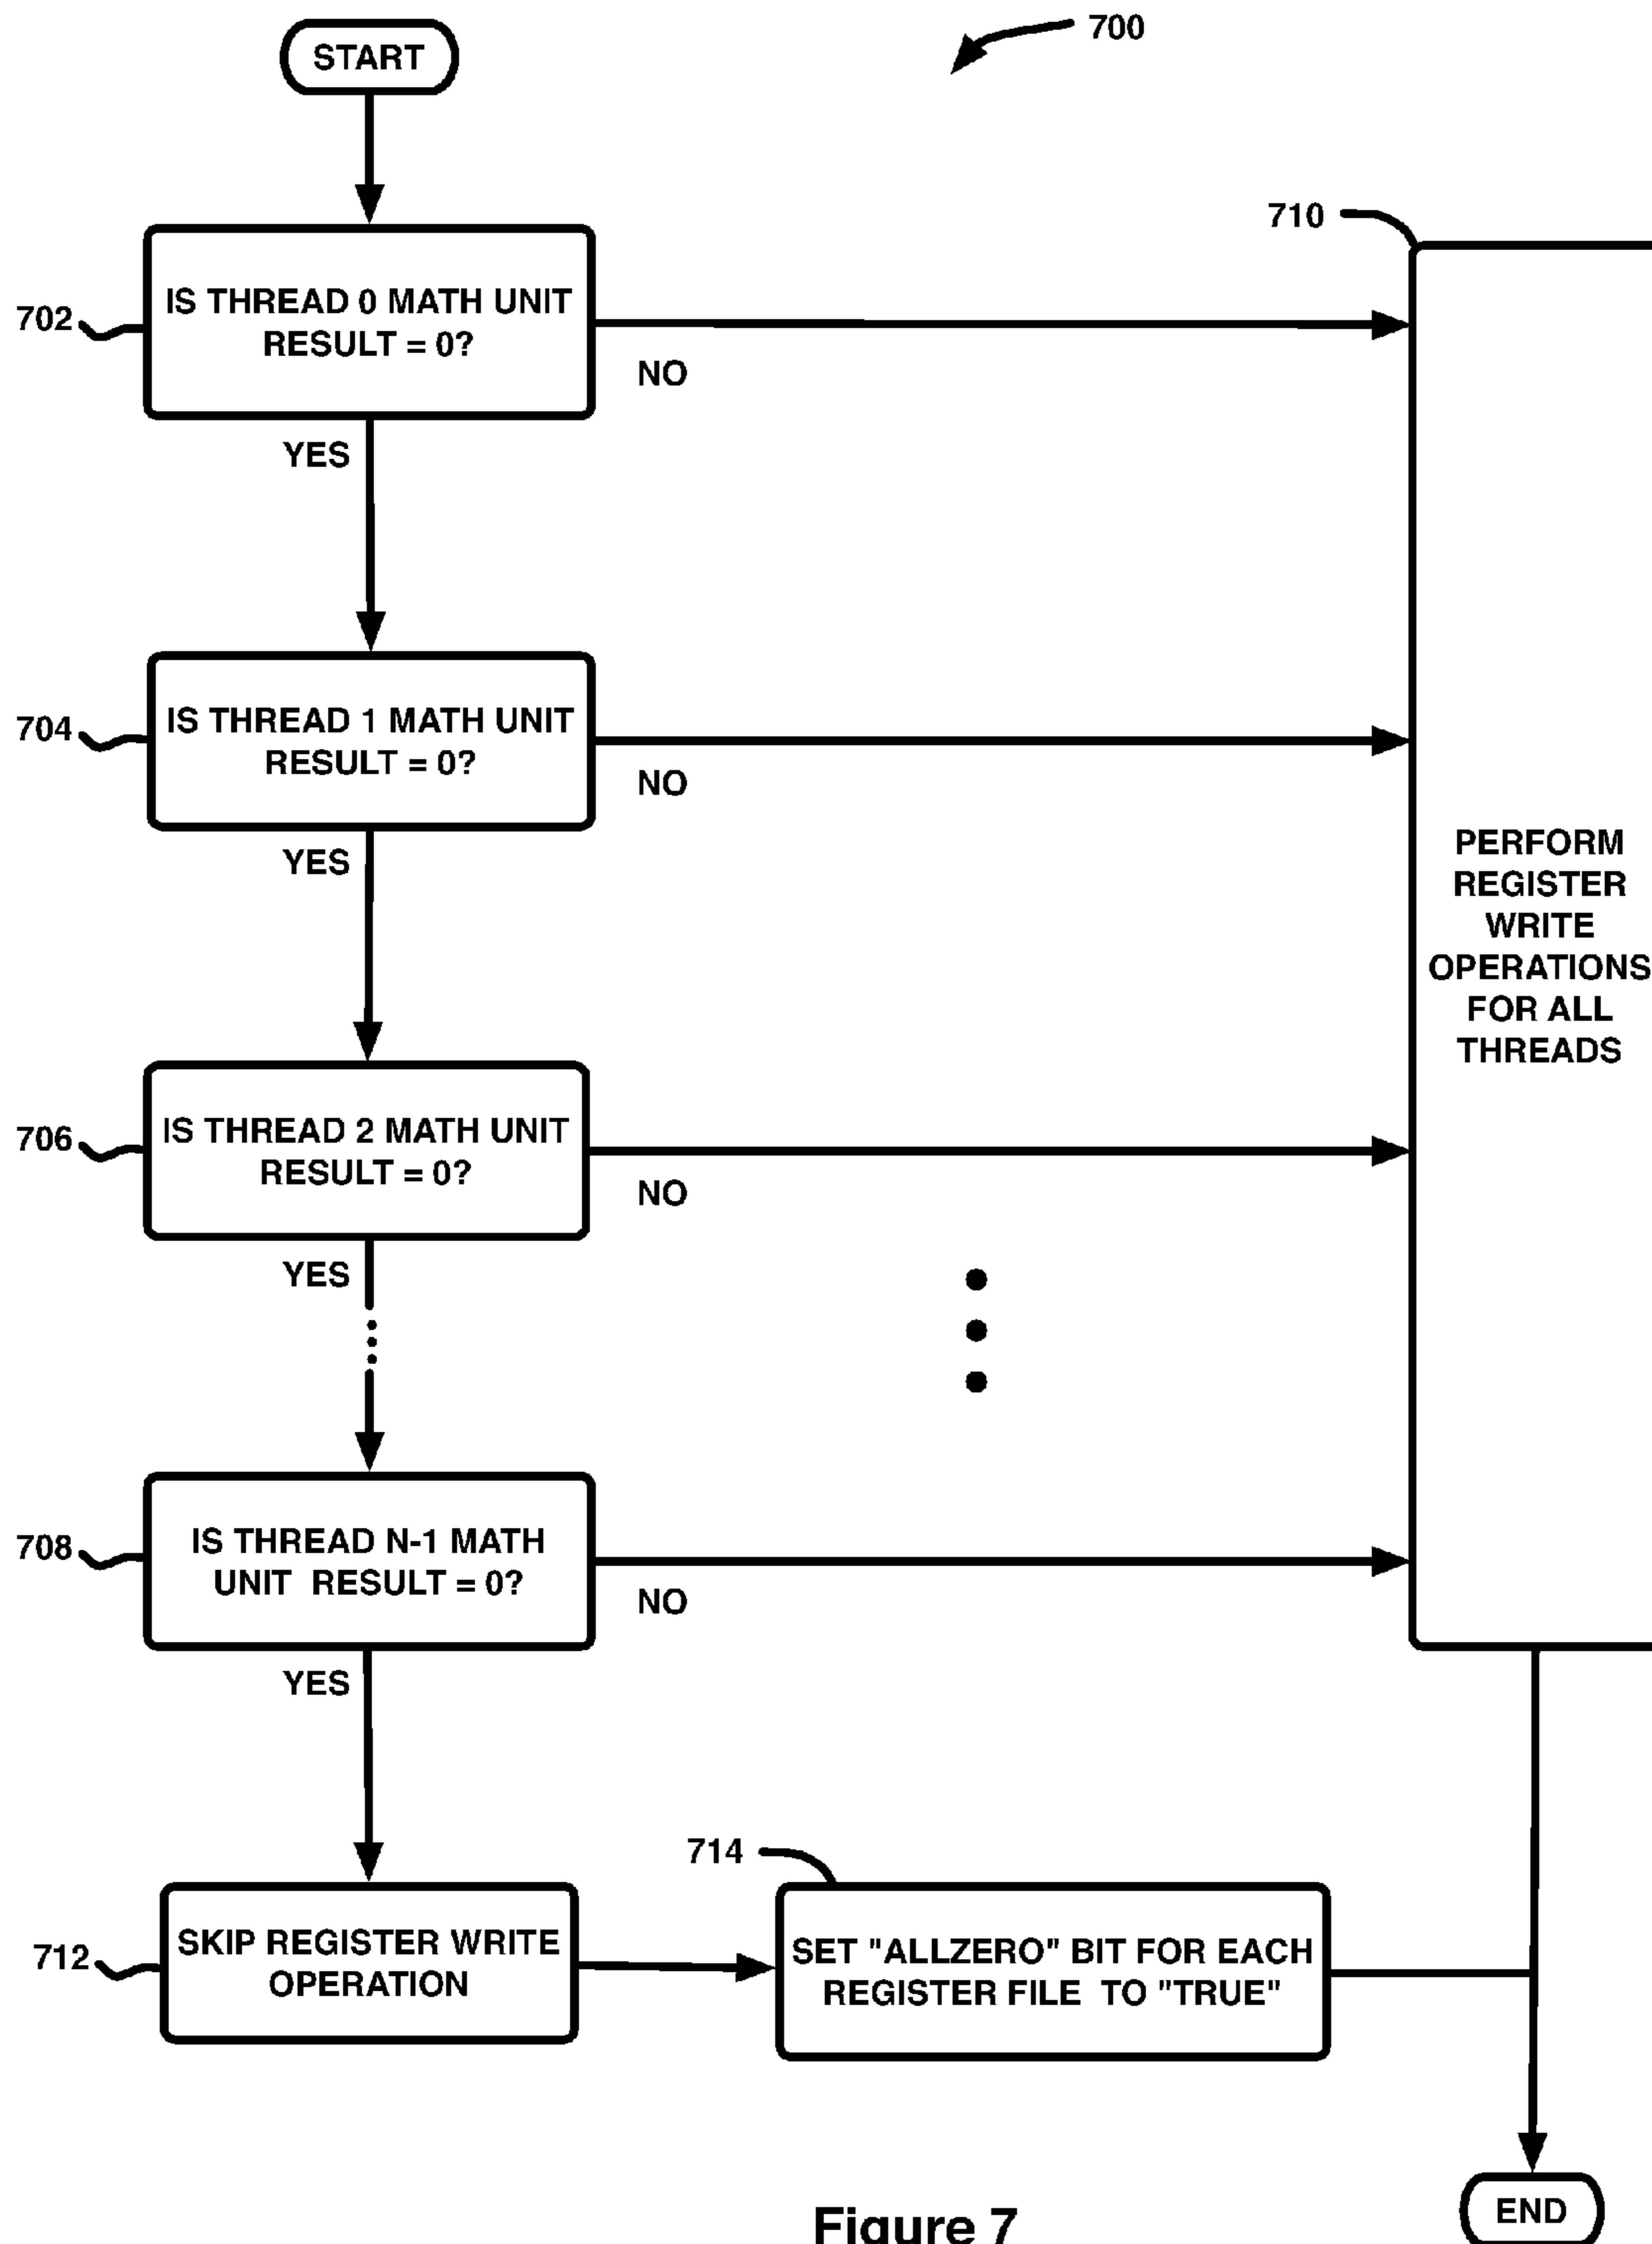 START
700
710
702
IS THREAD 0 MATH UNIT
RESULT = 0?
NO
YES
704
IS THREAD 1 MATH UNIT
RESULT = 0?
NO
YES
PERFORM
REGISTER
WRITE
OPERATIONS
FOR ALL
THREADS
706
IS THREAD 2 MATH UNIT
RESULT = 0?
NO
YES
708
IS THREAD N-1 MATH
UNIT RESULT = 0?
NO
YES
712
SKIP REGISTER WRITE
OPERATION
714
SET "ALLZERO" BIT FOR EACH
REGISTER FILE TO "TRUE"
END
Figure 7